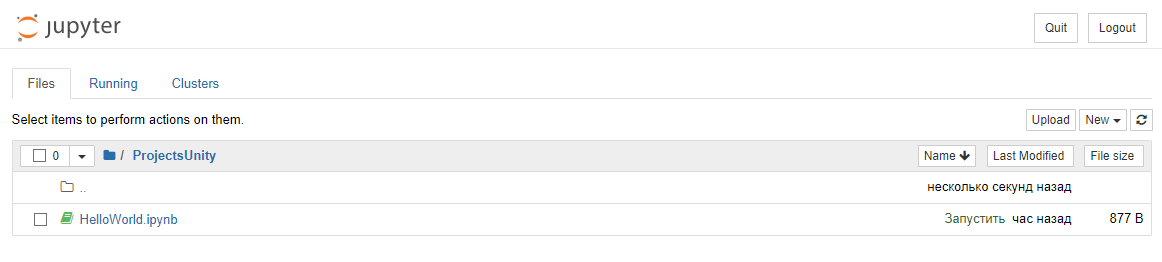 jupyter
Quit Logout
Files Running Clusters
Select items to perform actions on them.
Upload New
0 / ProjectsUnity Name Last Modified File size
.. несколько секунд назад
HelloWorld.ipynb Запустить час назад 877 B